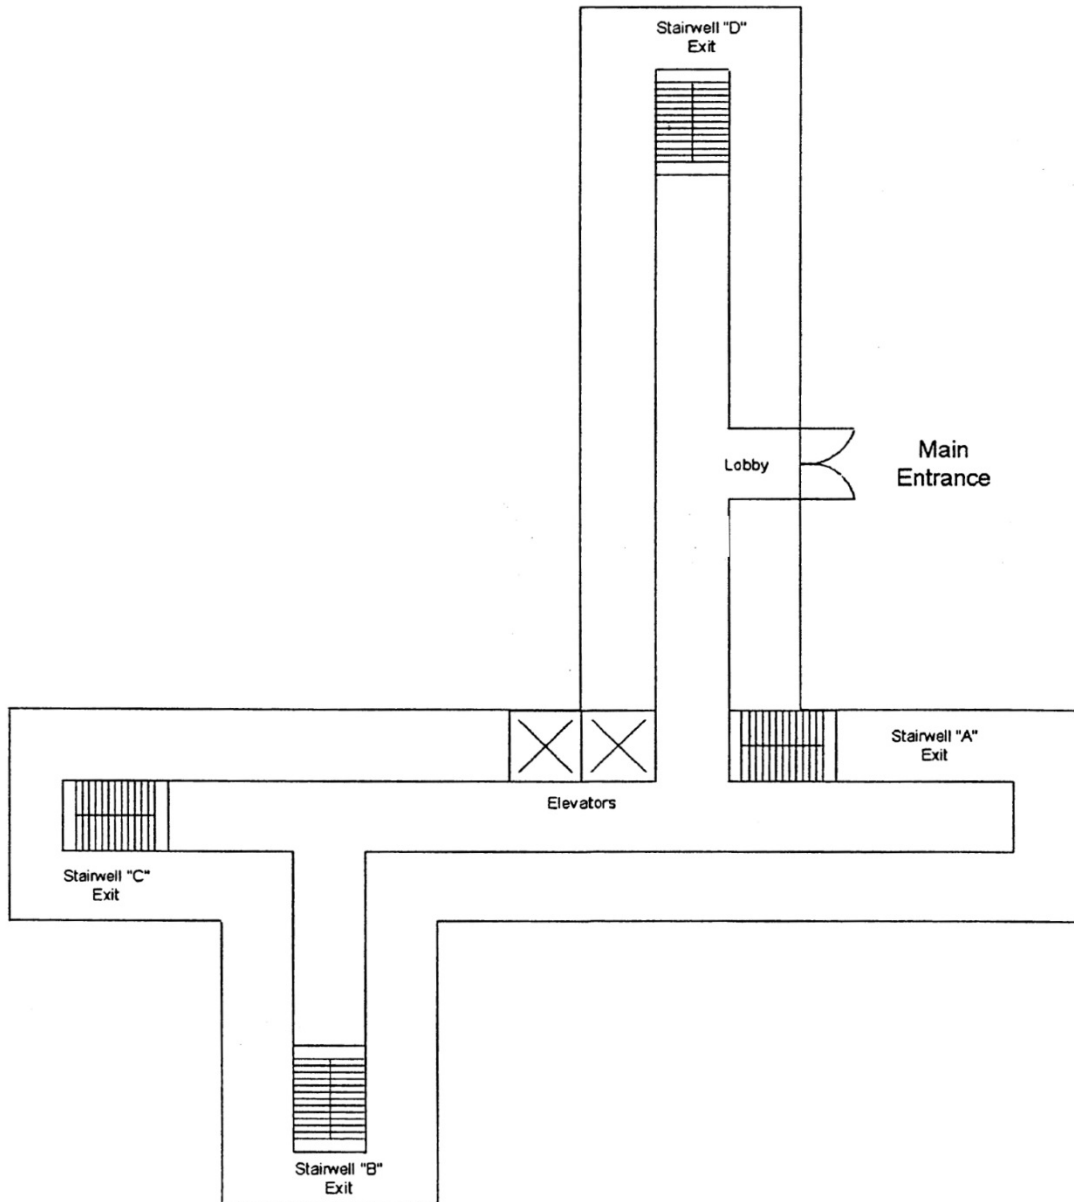 Stairwell "D"
Exit
Lobby
Main
Entrance
Stairwell "A"
Exit
Elevators
Stairwell "C"
Exit
Stairwell "B"
Exit